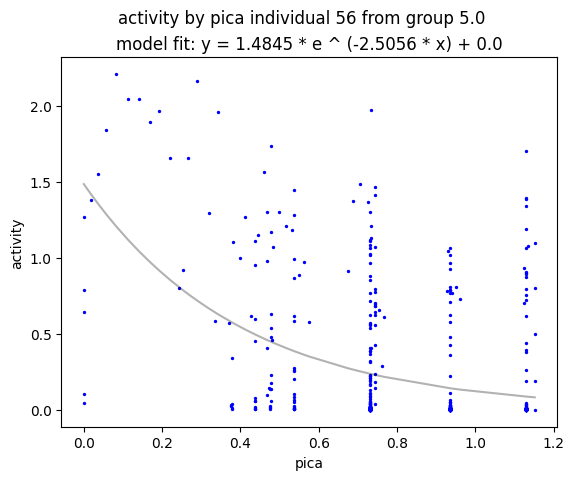 activity by pica individual 56 from group 5.0
model fit: y = 1.4845 * e ^ (-2.5056 * x) + 0.0
2.0
1.5
1.0
0.5
0.0
activity
0.0 0.2 0.4 0.6 0.8 1.0 1.2
pica